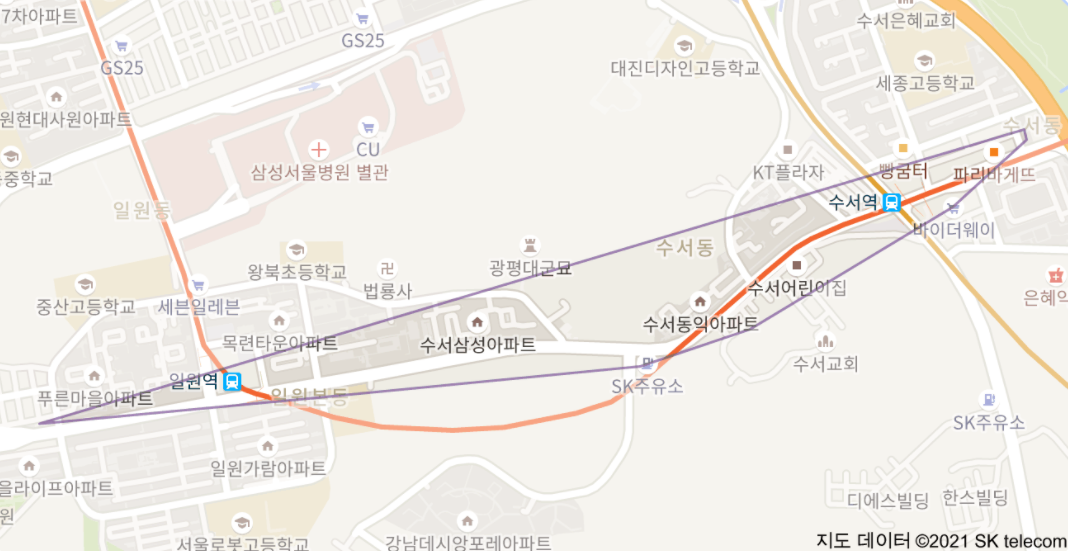 7차아파트
GS25
수서은혜교회
GS25
대진디자인고등학교
세종고등학교
원현대사원아파트
CU
수서동
중학교
삼성서울병원 별관
KT플라자
빵굼터
파리바게뜨
일원동
수서역
바이더웨이
수서동
왕북초등학교
광평대군묘
법룡사
수서어린이집
은혜약
중산고등학교
세븐일레븐
목련타운아파트
수서삼성아파트
수서동익아파트
수서교회
일원역
SK주유소
푸른마을아파트
일원본동
SK주유소
일원가람아파트
을라이프아파트
디에스빌딩
한스빌딩
원
서울로봇고등학교
강남데시앙포레아파트
지도 데이터 ©2021 SK telecom